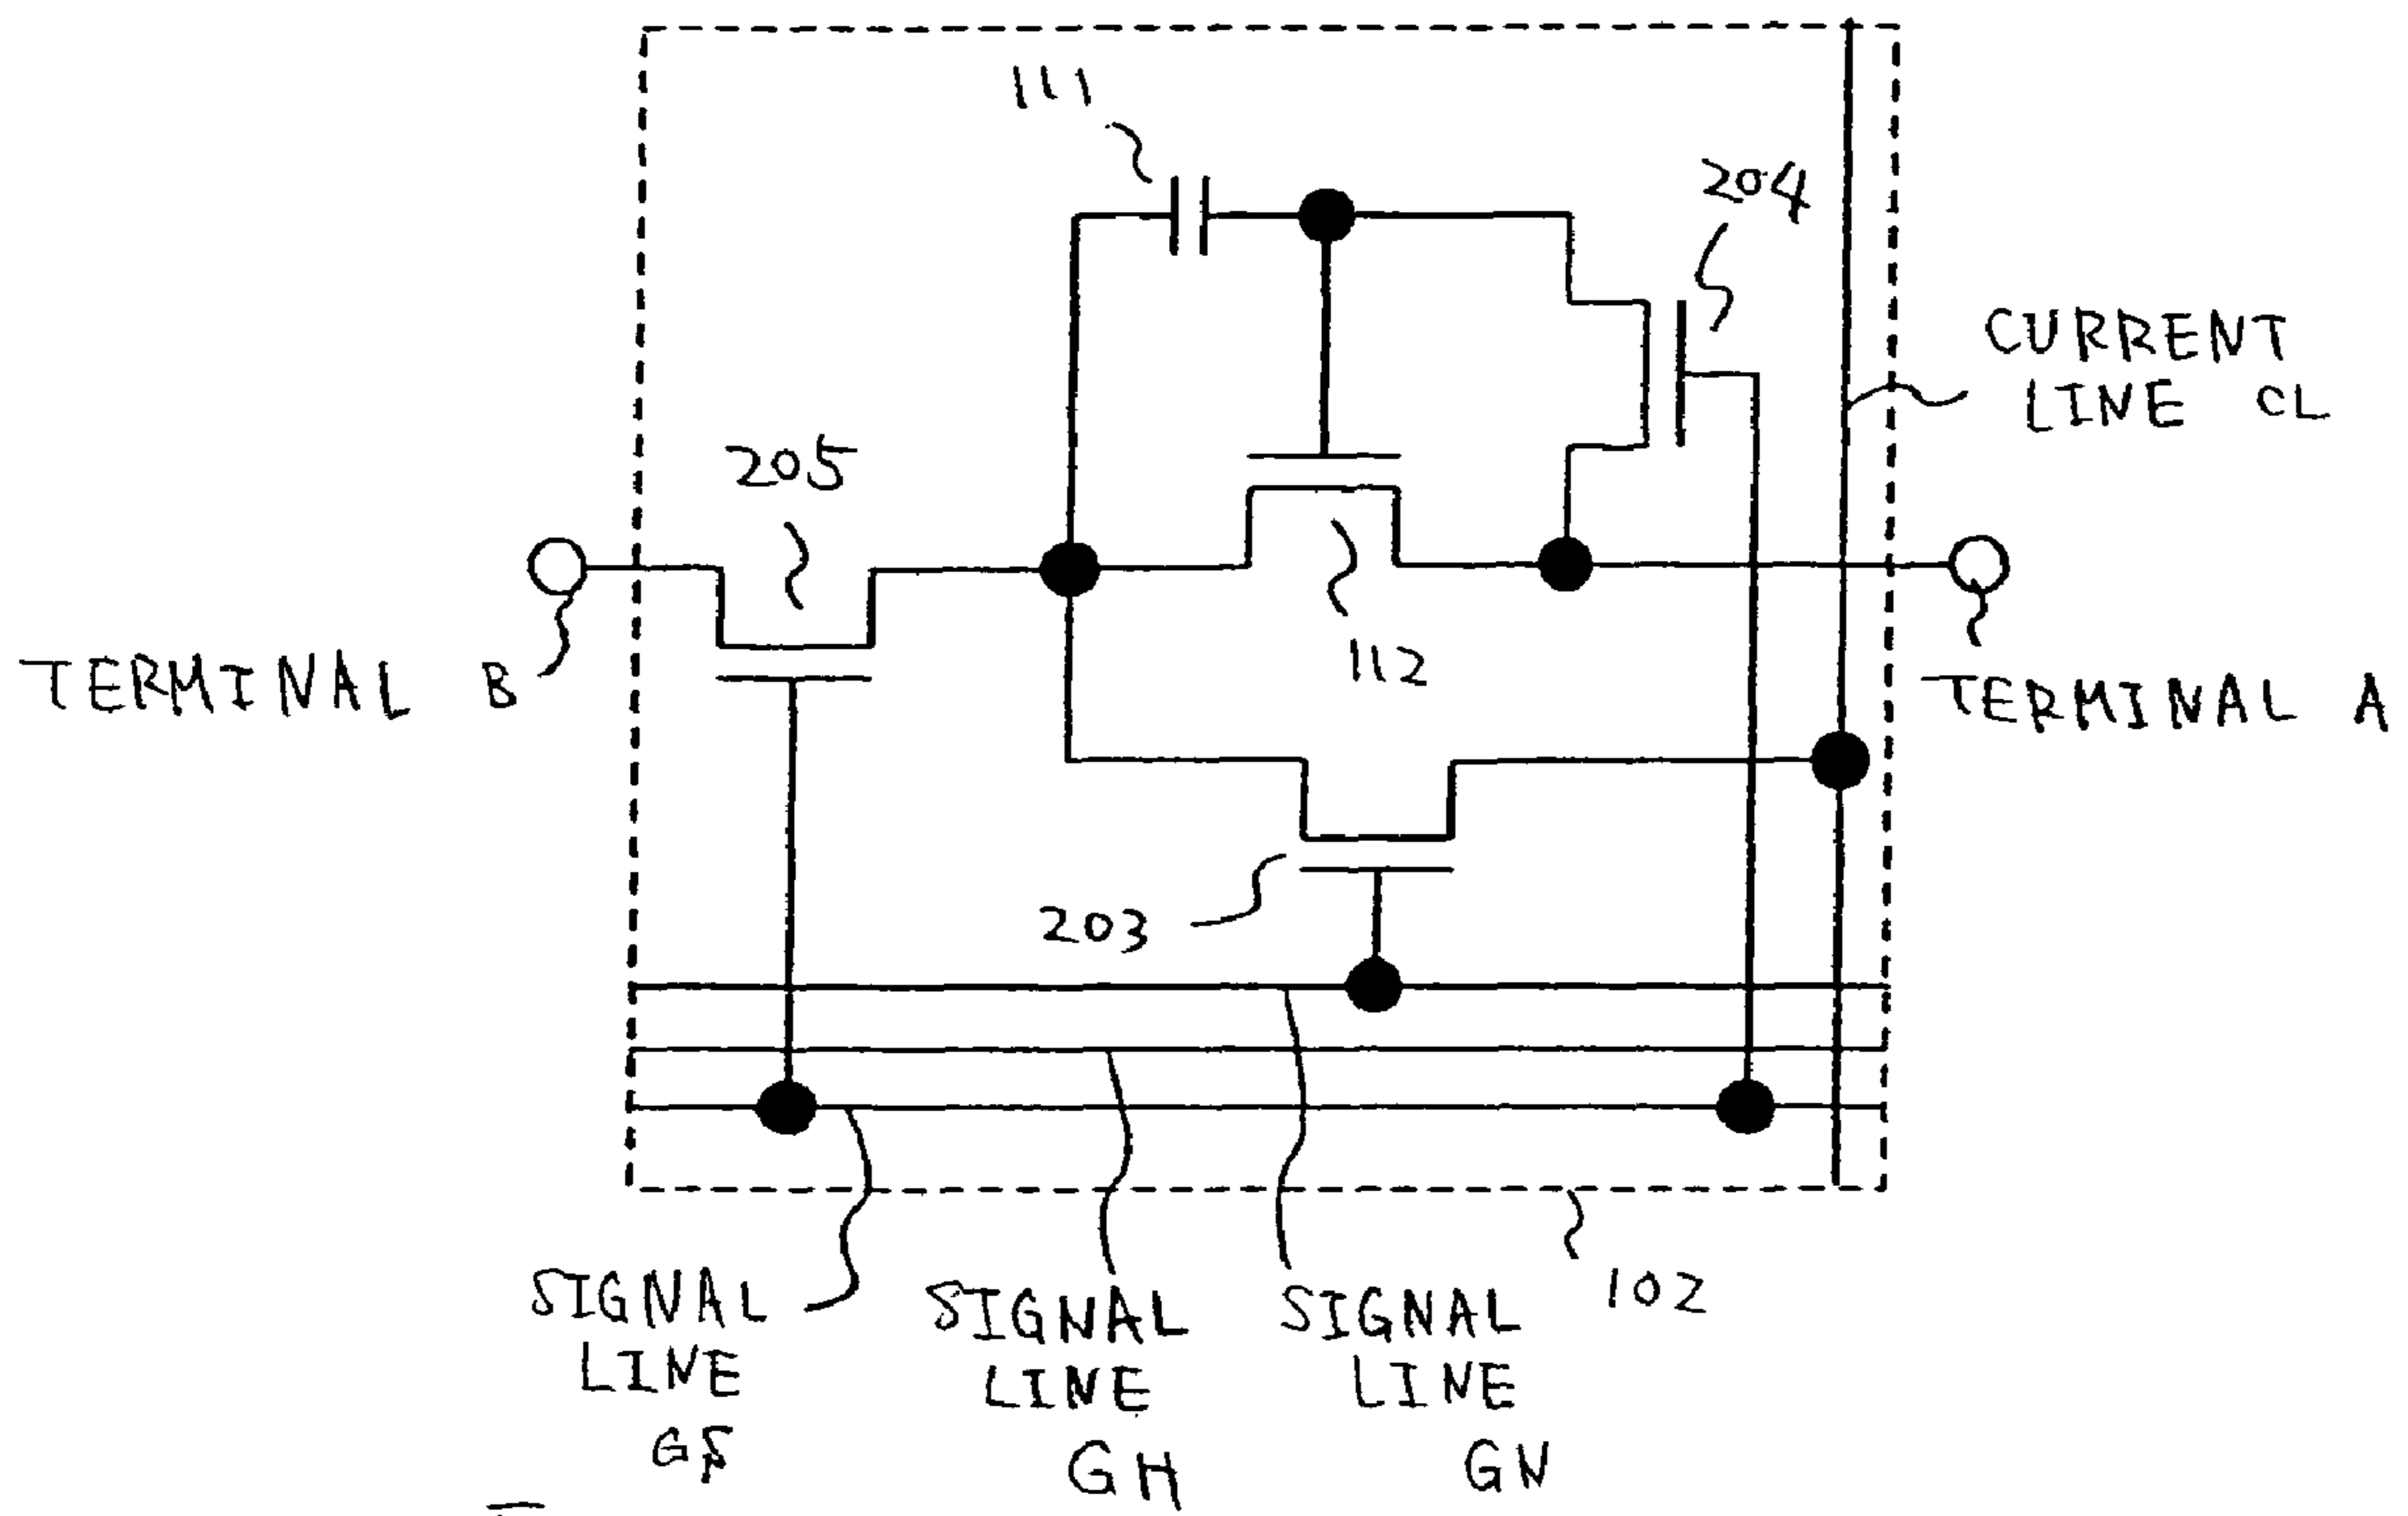 111
204
CURRENT
LINE CL
205
112
TERMINAL B
TERMINAL A
203
SIGNAL
LINE
GS
SIGNAL
LINE
GH
SIGNAL
LINE
GN
102